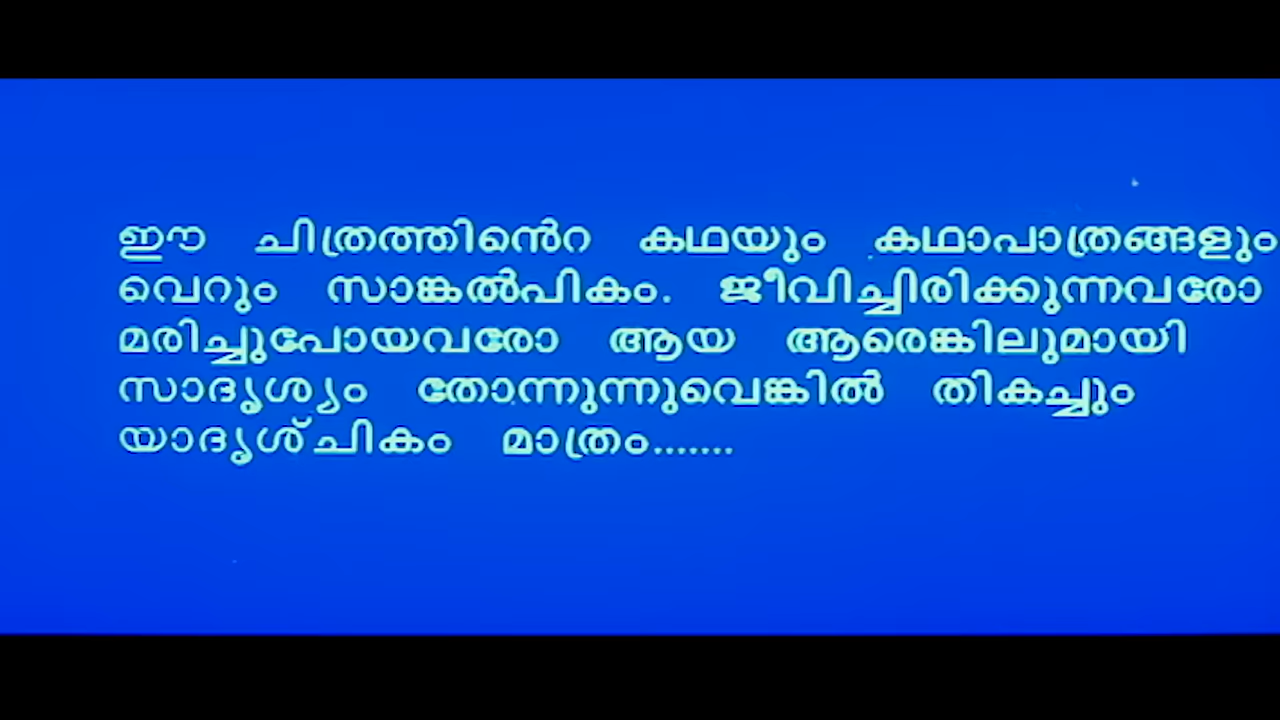 ഈ ചിത്രത്തിൻെറ കഥയും കഥാപാത്രങ്ങളും
വെറും സാങ്കൽപികം. ജീവിച്ചിരിക്കുന്നവരോ
മരിച്ചുപോയവരോ ആയ ആരെങ്കിലുമായി
സാദൃശ്യം തോന്നുന്നുവെങ്കിൽ തികച്ചും
യാദൃശ്ചികം മാത്രം.......